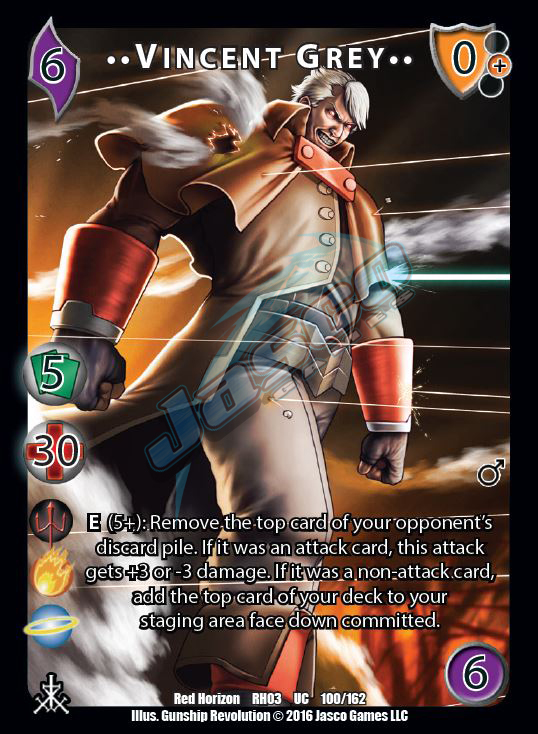 6
••VINCENT GREY••
0
+
5
30
E (5+): Remove the top card of your opponent's
discard pile. If it was an attack card, this attack
gets +3 or -3 damage. If it was a non-attack card,
add the top card of your deck to your
staging area face down committed.
6
Red Horizon RH03 UC 100/162
Illus. Gunship Revolution © 2016 Jasco Games LLC
Jasco